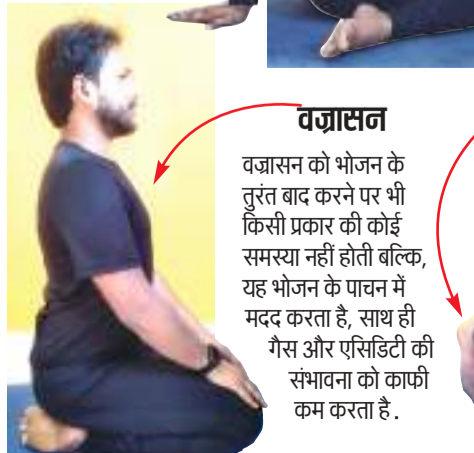 वज्रासन
वज्रासन को भोजन के
तुरंत बाद करने पर भी
किसी प्रकार की कोई
समस्या नहीं होती बल्कि,
यह भोजन के पाचन में
मदद करता है, साथ ही
गैस और एसिडिटी की
संभावना को काफी
कम करता है.